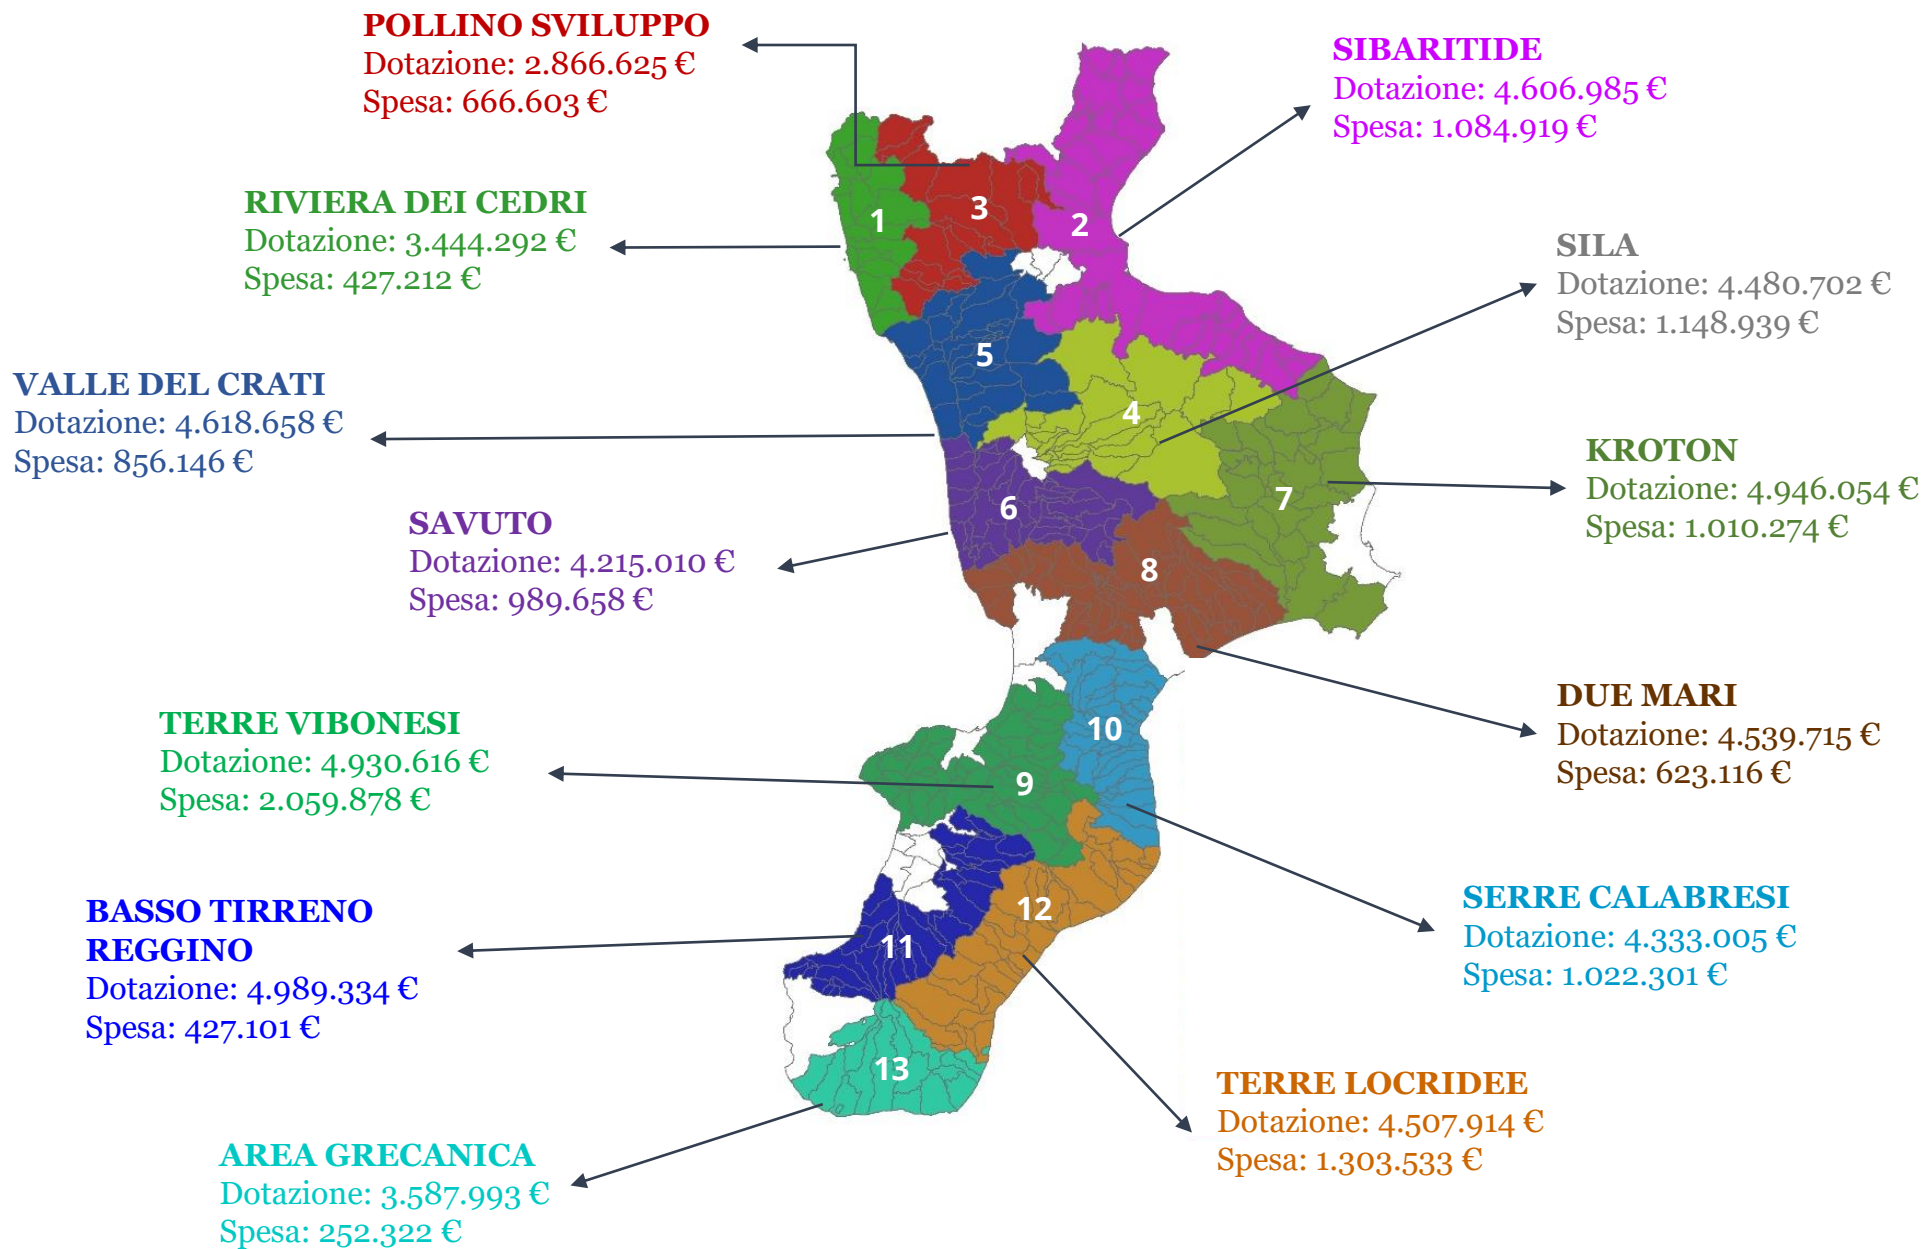 POLLINO SVILUPPO
Dotazione: 2.866.625 €
Spesa: 666.603 €
SIBARITIDE
Dotazione: 4.606.985 €
Spesa: 1.084.919 €
RIVIERA DEI CEDRI
Dotazione: 3.444.292 €
Spesa: 427.212 €
SILA
Dotazione: 4.480.702 €
Spesa: 1.148.939 €
VALLE DEL CRATI
Dotazione: 4.618.658 €
Spesa: 856.146 €
KROTON
Dotazione: 4.946.054 €
Spesa: 1.010.274 €
SAVUTO
Dotazione: 4.215.010 €
Spesa: 989.658 €
DUE MARI
Dotazione: 4.539.715 €
Spesa: 623.116 €
TERRE VIBONESI
Dotazione: 4.930.616 €
Spesa: 2.059.878 €
SERRE CALABRESI
Dotazione: 4.333.005 €
Spesa: 1.022.301 €
BASSO TIRRENO
REGGINO
Dotazione: 4.989.334 €
Spesa: 427.101 €
TERRE LOCRIDEE
Dotazione: 4.507.914 €
Spesa: 1.303.533 €
AREA GRECANICA
Dotazione: 3.587.993 €
Spesa: 252.322 €
1
3
2
5
4
6
7
8
10
9
12
11
13